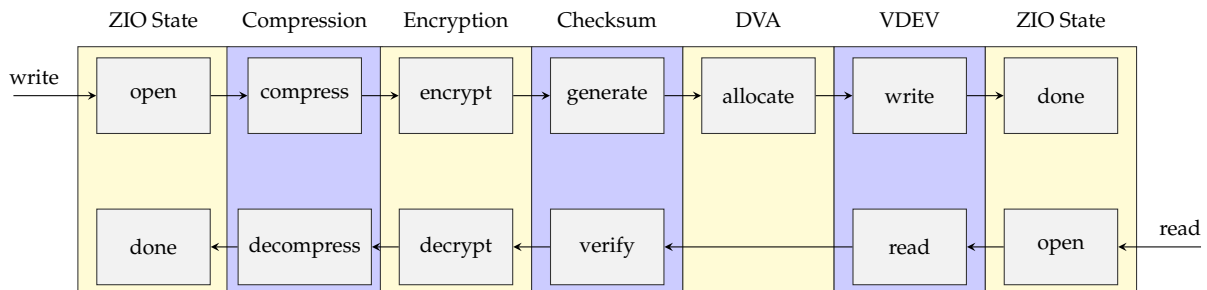 ZIO State Compression Encryption Checksum DVA VDEV ZIO State
write open compress encrypt generate allocate write done
done decompress decrypt verify read open read